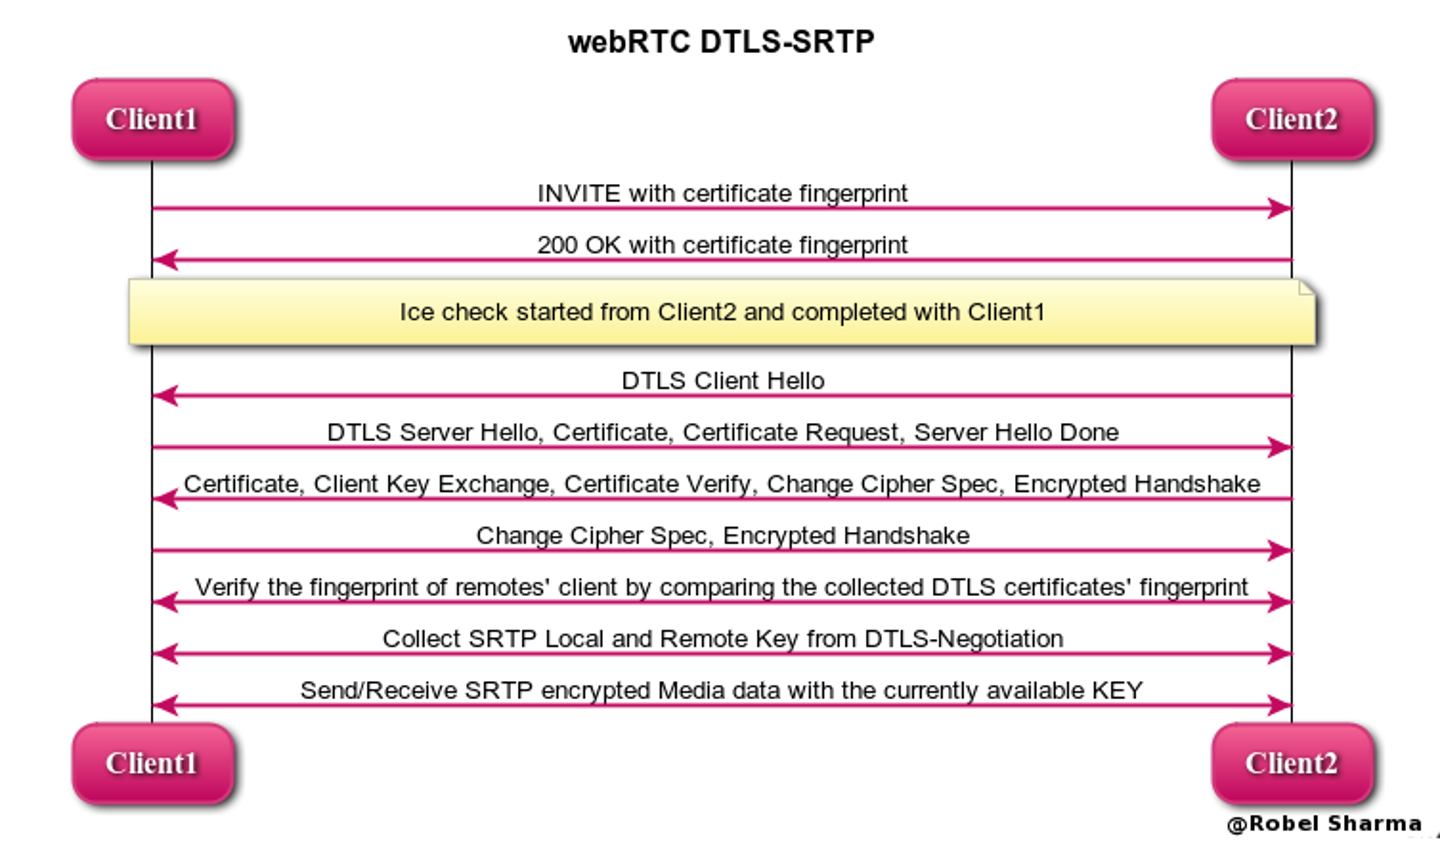 webRTC DTLS-SRTP
Client1
Client2
INVITE with certificate fingerprint
200 OK with certificate fingerprint
Ice check started from Client2 and completed with Client1
DTLS Client Hello
DTLS Server Hello, Certificate, Certificate Request, Server Hello Done
Certificate, Client Key Exchange, Certificate Verify, Change Cipher Spec, Encrypted Handshake
Change Cipher Spec, Encrypted Handshake
Verify the fingerprint of remotes' client by comparing the collected DTLS certificates' fingerprint
Collect SRTP Local and Remote Key from DTLS-Negotiation
Send/Receive SRTP encrypted Media data with the currently available KEY
Client1
Client2
@Robel Sharma